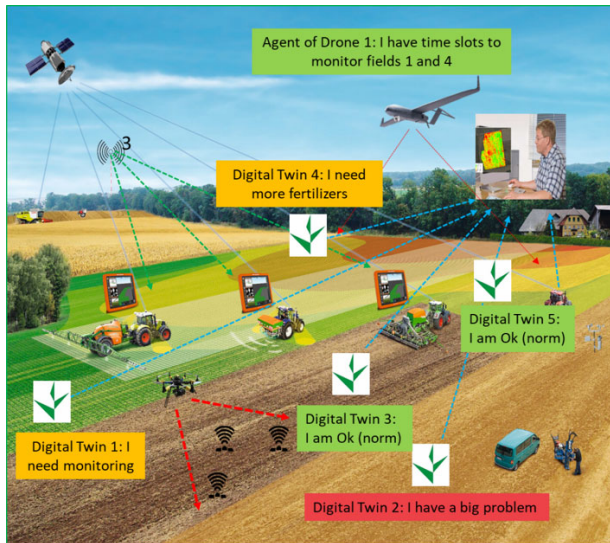 Agent of Drone 1: I have time slots to
monitor fields 1 and 4
3
Digital Twin 4: I need
more fertilizers
Digital Twin 5:
I am Ok (norm)
Digital Twin 3:
I am Ok (norm)
Digital Twin 1: I
need monitoring
Digital Twin 2: I have a big problem